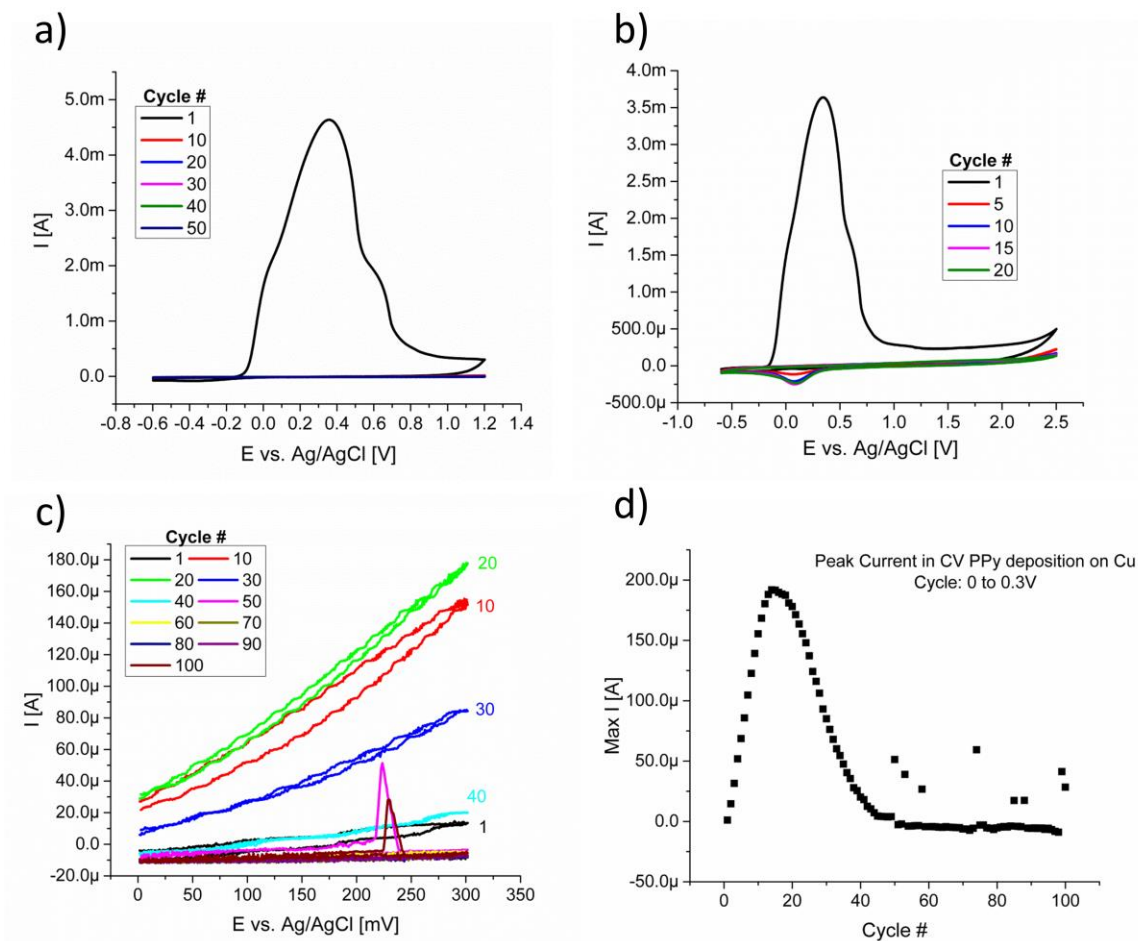 a)
5.0m
4.0m
3.0m
2.0m
1.0m
0.0
I [A]
Cycle #
1
10
20
30
40
50
-0.8 -0.6 -0.4 -0.2 0.0 0.2 0.4 0.6 0.8 1.0 1.2 1.4
E vs. Ag/AgCl [V]
b)
4.0m
3.5m
3.0m
2.5m
2.0m
1.5m
1.0m
500.0µ
0.0
-500.0µ
I [A]
Cycle #
1
5
10
15
20
-1.0 -0.5 0.0 0.5 1.0 1.5 2.0 2.5
E vs. Ag/AgCl [V]
c)
180.0µ
160.0µ
140.0µ
120.0µ
100.0µ
80.0µ
60.0µ
40.0µ
20.0µ
0.0
-20.0µ
I [A]
Cycle #
1 10
20 30
40 50
60 70
80 90
100
20
10
30
40
1
0 50 100 150 200 250 300 350
E vs. Ag/AgCl [mV]
d)
200.0µ
150.0µ
100.0µ
50.0µ
0.0
-50.0µ
Max I [A]
Peak Current in CV PPy deposition on Cu
Cycle: 0 to 0.3V
0 20 40 60 80 100
Cycle #